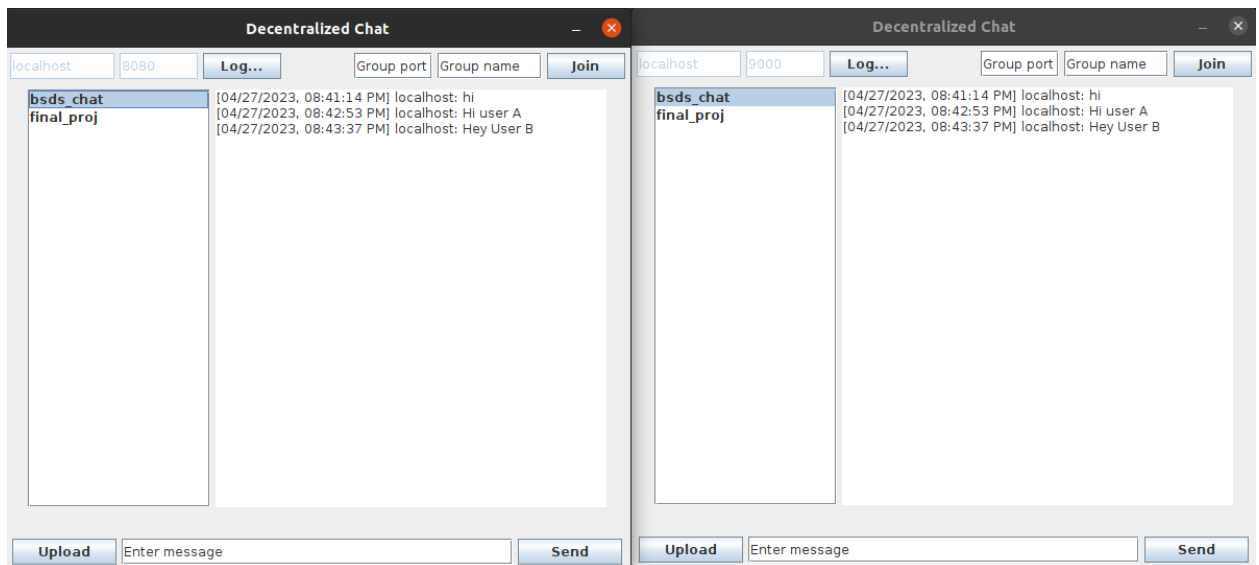 Decentralized Chat
localhost 8080 Log... Group port Group name Join
bsds_chat
final_proj
[04/27/2023, 08:41:14 PM] localhost: hi
[04/27/2023, 08:42:53 PM] localhost: Hi user A
[04/27/2023, 08:43:37 PM] localhost: Hey User B
Upload Enter message Send
Decentralized Chat
localhost 9000 Log... Group port Group name Join
bsds_chat
final_proj
[04/27/2023, 08:41:14 PM] localhost: hi
[04/27/2023, 08:42:53 PM] localhost: Hi user A
[04/27/2023, 08:43:37 PM] localhost: Hey User B
Upload Enter message Send